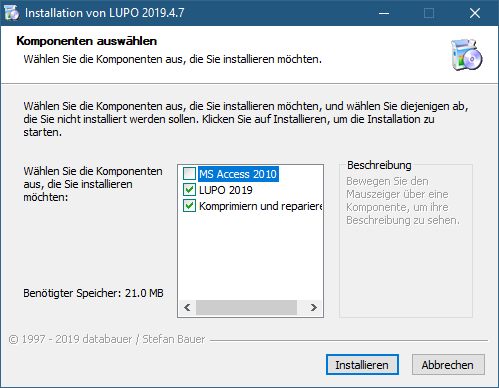 Installation von LUPO 2019.4.7
Komponenten auswählen
Wählen Sie die Komponenten aus, die Sie installieren möchten.
Wählen Sie die Komponenten aus, die Sie installieren möchten, und wählen Sie diejenigen ab,
die Sie nicht installiert werden sollen. Klicken Sie auf Installieren, um die Installation zu
starten.
Wählen Sie die Komponenten
aus, die Sie installieren
möchten:
MS Access 2010
LUPO 2019
Komprimiern und repariere
Beschreibung
Bewegen Sie den
Mauszeiger über eine
Komponente, um ihre
Beschreibung zu sehen.
Benötigter Speicher: 21.0 MB
© 1997 - 2019 databauer / Stefan Bauer
Installieren
Abbrechen